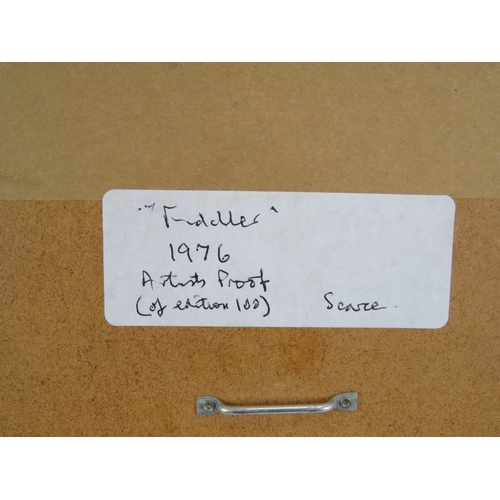 "Fiddler"
1976
Artists Proof
(of edition 100) Scarce.